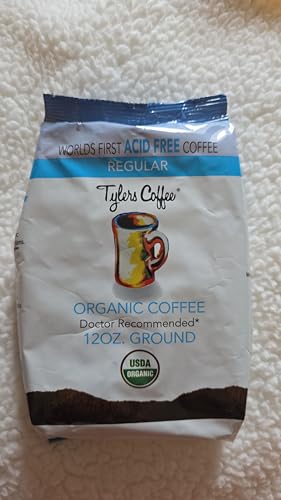 WORLDS FIRST ACID FREE COFFEE
REGULAR
Tylers Coffee®
ORGANIC COFFEE
Doctor Recommended*
12OZ. GROUND
USDA
ORGANIC